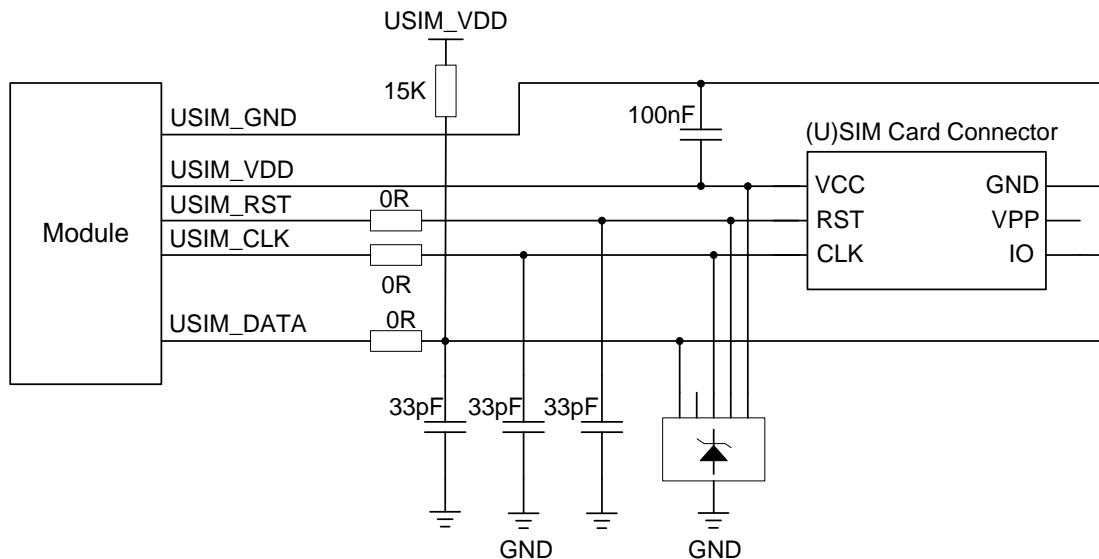 USIM_VDD
15K
USIM_GND
100nF
(U)SIM Card Connector
USIM_VDD
VCC
GND
USIM_RST
0R
RST
VPP
Module
USIM_CLK
CLK
IO
0R
USIM_DATA
0R
33pF
33pF
33pF
GND
GND